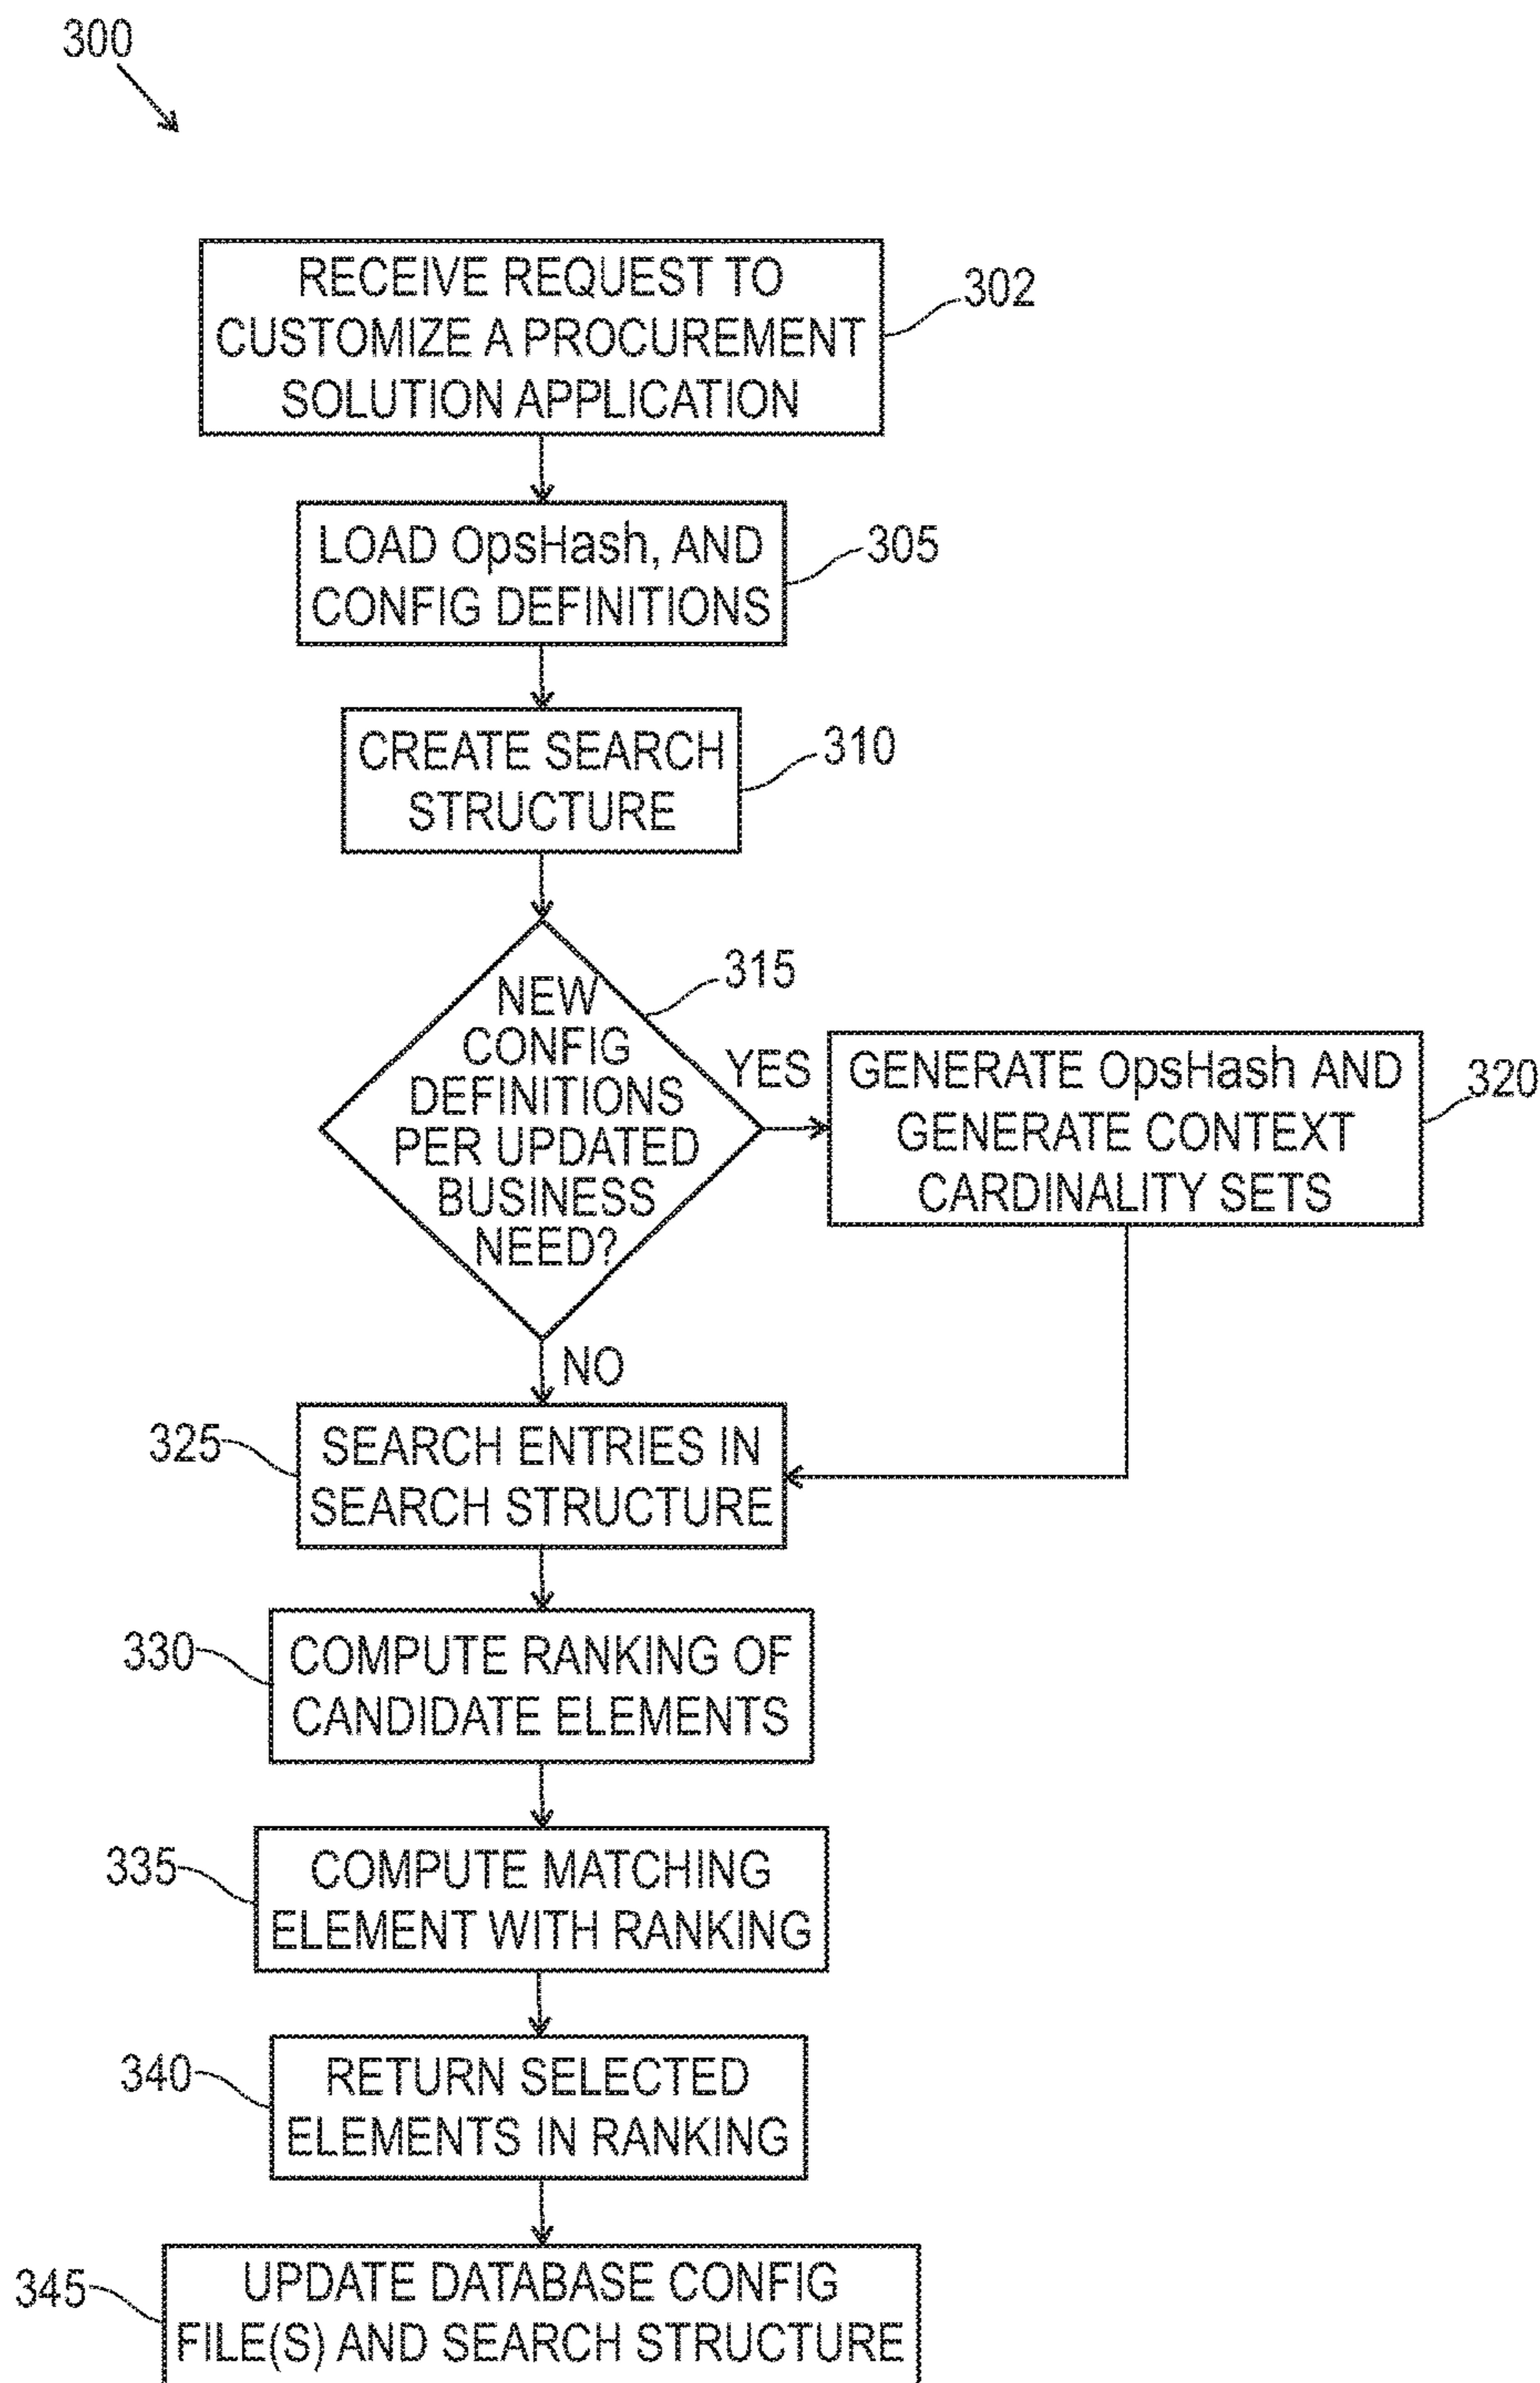 300
RECEIVE REQUEST TO
CUSTOMIZE A PROCUREMENT
SOLUTION APPLICATION
302
LOAD OpsHash, AND
CONFIG DEFINITIONS
305
CREATE SEARCH
STRUCTURE
310
NEW
CONFIG
DEFINITIONS
PER UPDATED
BUSINESS
NEED?
315
YES
GENERATE OpsHash AND
GENERATE CONTEXT
CARDINALITY SETS
320
NO
325
SEARCH ENTRIES IN
SEARCH STRUCTURE
330
COMPUTE RANKING OF
CANDIDATE ELEMENTS
335
COMPUTE MATCHING
ELEMENT WITH RANKING
340
RETURN SELECTED
ELEMENTS IN RANKING
345
UPDATE DATABASE CONFIG
FILE(S) AND SEARCH STRUCTURE